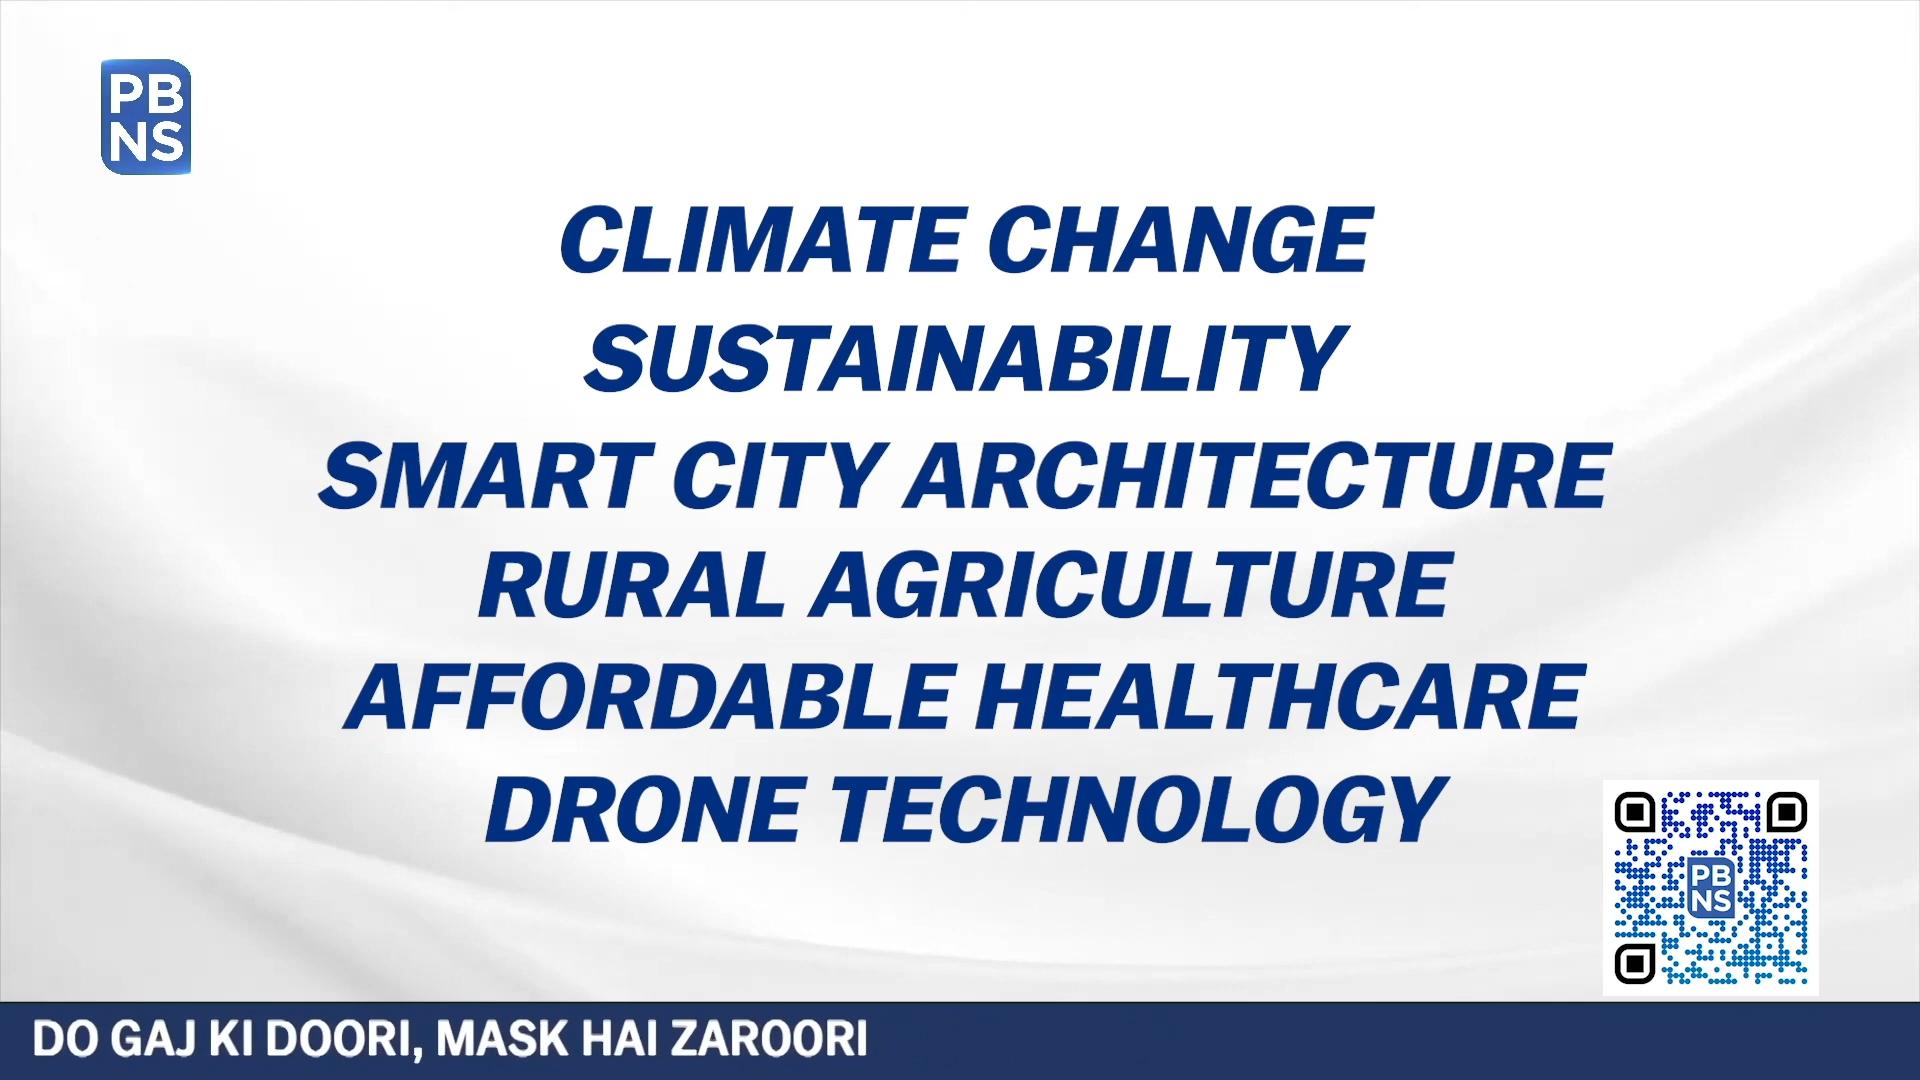 PB
NS
CLIMATE CHANGE
SUSTAINABILITY
SMART CITY ARCHITECTURE
RURAL AGRICULTURE
AFFORDABLE HEALTHCARE
DRONE TECHNOLOGY
PB
NS
DO GAJ KI DOORI, MASK HAI ZAROORI